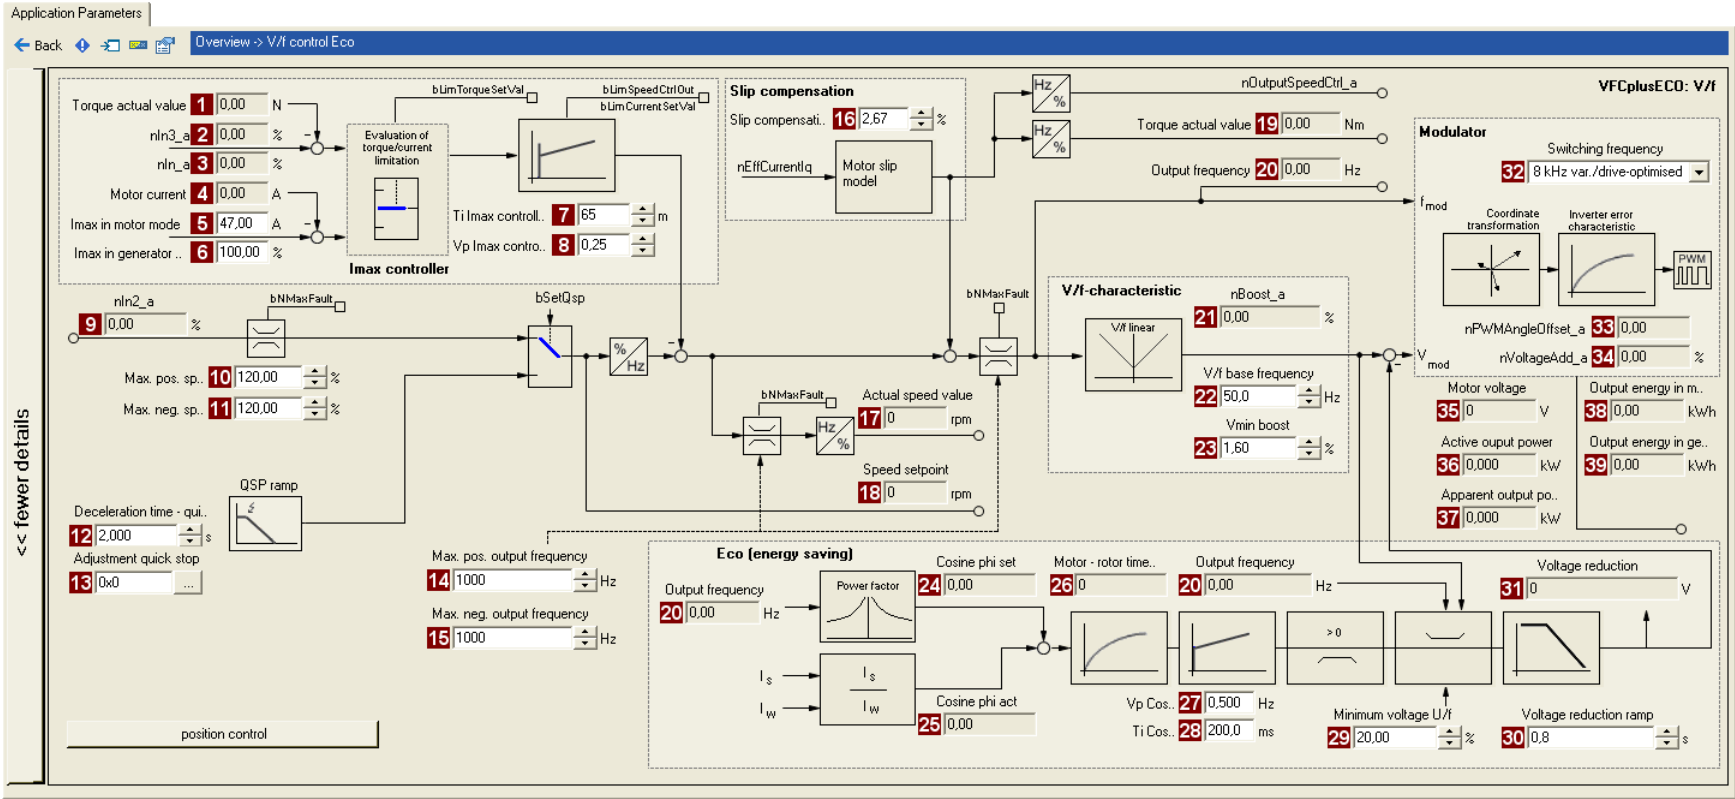 Application Parameters
Back
Overview -> V/f control Eco
<< fewer details
VFCplusECO: V/f
Torque actual value 1 0,00 N
nIn3_a 2 0,00 %
nIn_a 3 0,00 %
Motor current 4 0,00 A
Imax in motor mode 5 47,00 A
Imax in generator .. 6 100,00 %
bLimTorqueSetVal
Evaluation of
torque/current
limitation
bLimSpeedCtrlOut
bLimCurrentSetVal
Ti Imax controll.. 7 65 m
Vp Imax contro.. 8 0,25
Imax controller
Slip compensation
Slip compensati.. 16 2,67 %
nEffCurrentIq
Motor slip
model
Hz
%
Hz
%
nOutputSpeedCtrl_a
Torque actual value 19 0,00 Nm
Output frequency 20 0,00 Hz
Modulator
Switching frequency
32 8 kHz var./drive-optimised
f mod
Coordinate
transformation
Inverter error
characteristic
PWM
nPWMAngleOffset_a 33 0,00
V mod
nVoltageAdd_a 34 0,00 %
nIn2_a
9 0,00 %
bNMaxFault
Max. pos. sp.. 10 120,00 %
Max. neg. sp.. 11 120,00 %
bSetQsp
%
Hz
bNMaxFault
Hz
%
Actual speed value
17 0 rpm
Speed setpoint
18 0 rpm
bNMaxFault
V/f-characteristic
V/f linear
nBoost_a
21 0,00 %
V/f base frequency
22 50,0 Hz
Vmin boost
23 1,60 %
Motor voltage
35 0 V
Output energy in m..
38 0,00 kWh
Active ouput power
36 0,000 kW
Output energy in ge..
39 0,00 kWh
Apparent output po..
37 0,000 kW
QSP ramp
Deceleration time - qui..
12 2,000 s
Adjustment quick stop
13 0x0 ...
Max. pos. output frequency
14 1000 Hz
Max. neg. output frequency
15 1000 Hz
position control
Eco (energy saving)
Output frequency
20 0,00 Hz
Power factor
Cosine phi set
24 0,00
Motor - rotor time..
26 0
Output frequency
20 0,00 Hz
Voltage reduction
31 0 V
I s
I w
I s
I w
Cosine phi act
25 0,00
> 0
Vp Cos.. 27 0,500 Hz
Ti Cos.. 28 200,0 ms
Minimum voltage U/f
29 20,00 %
Voltage reduction ramp
30 0,8 s